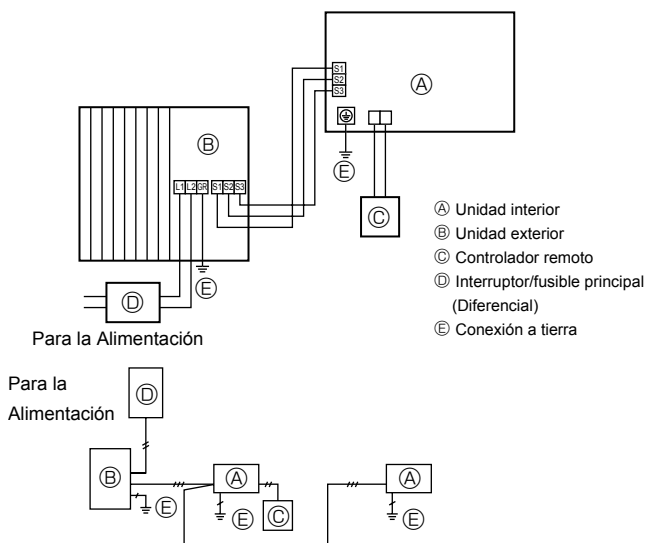 S1
S2
S3
Ⓐ
Ⓑ
L1 L2 GR S1 S2 S3
Ⓔ
Ⓒ
Ⓐ Unidad interior
Ⓑ Unidad exterior
Ⓒ Controlador remoto
Ⓓ Interruptor/fusible principal
(Diferencial)
Ⓔ Conexión a tierra
Ⓔ
Ⓓ
Para la Alimentación
Para la
Alimentación
Ⓓ
Ⓑ
Ⓔ
Ⓐ
Ⓔ
Ⓒ
Ⓐ
Ⓔ